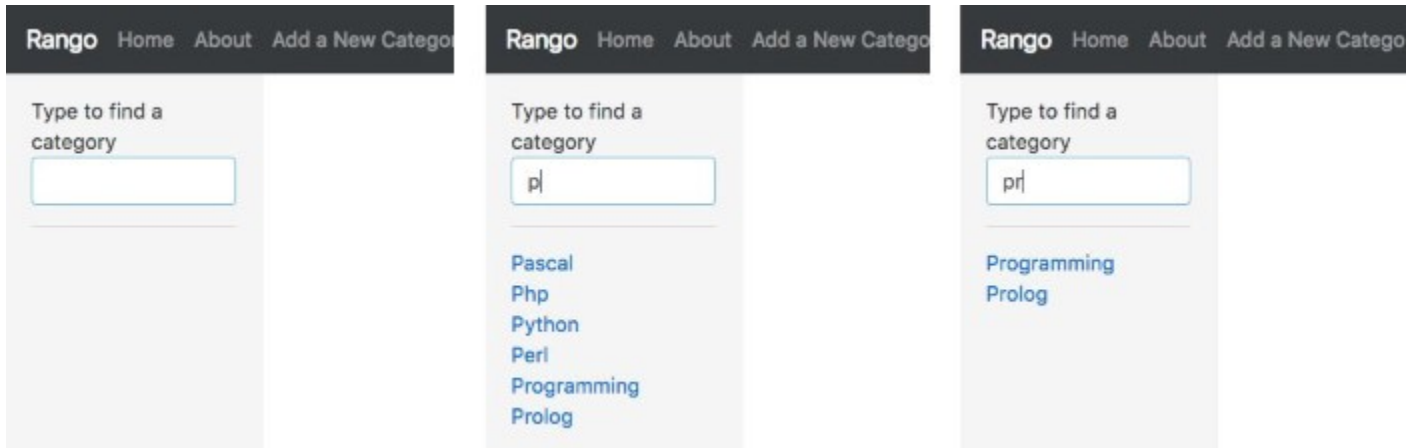 Rango Home About Add a New Categor
Type to find a
category
Rango Home About Add a New Catego
Type to find a
category
p
Pascal
Php
Python
Perl
Programming
Prolog
Rango Home About Add a New Catego
Type to find a
category
pr
Programming
Prolog